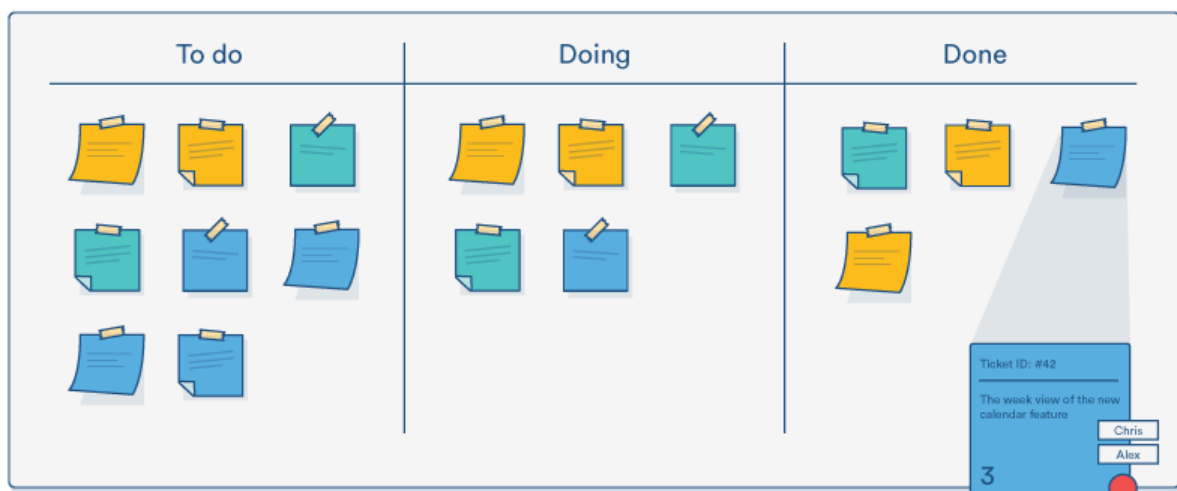 To do
Doing
Done
Ticket ID: #42
The week view of the new
calendar feature
Chris
Alex
3